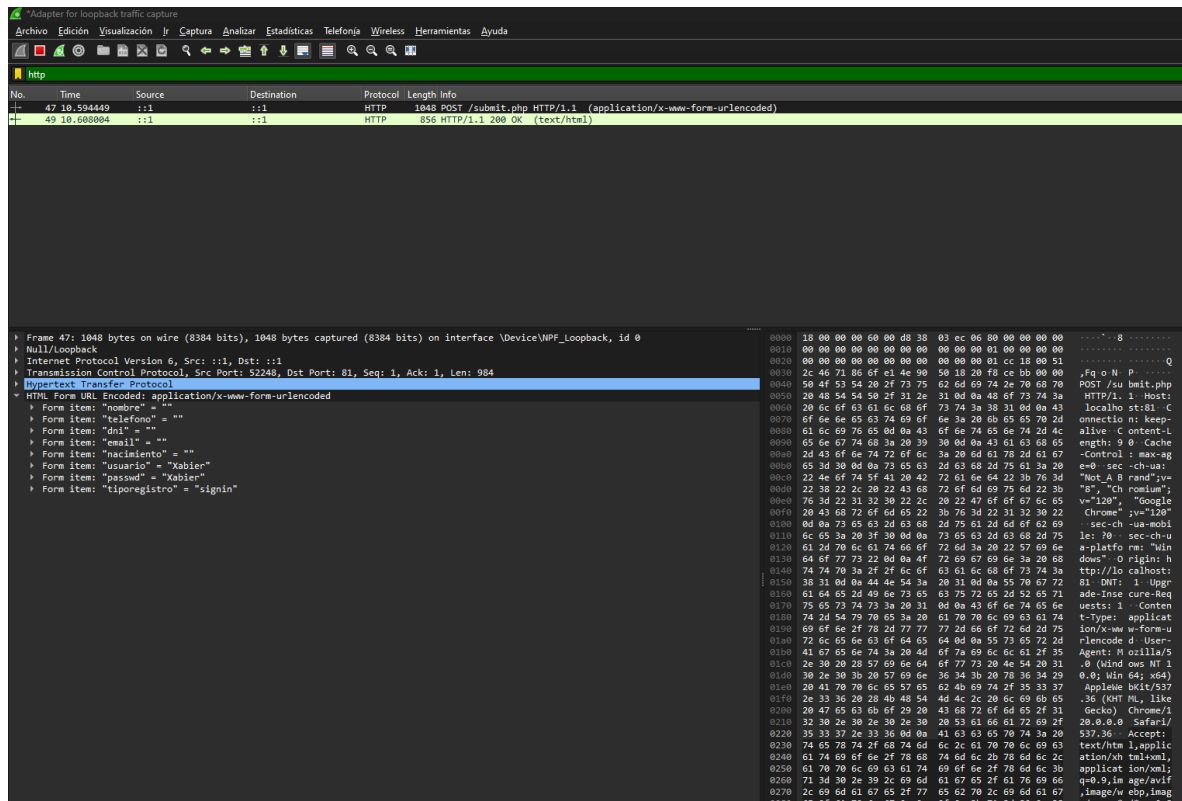 *Adapter for loopback traffic capture
Archivo Edición Visualización Ir Captura Analizar Estadísticas Telefonía Wireless Herramientas Ayuda
http
No. Time Source Destination Protocol Length Info
47 10.594449 ::1 ::1 HTTP 1048 POST /submit.php HTTP/1.1 (application/x-www-form-urlencoded)
49 10.608004 ::1 ::1 HTTP 856 HTTP/1.1 200 OK (text/html)
Frame 47: 1048 bytes on wire (8384 bits), 1048 bytes captured (8384 bits) on interface \Device\NPF_Loopback, id 0
Null/Loopback
Internet Protocol Version 6, Src: ::1, Dst: ::1
Transmission Control Protocol, Src Port: 52248, Dst Port: 81, Seq: 1, Ack: 1, Len: 984
Hypertext Transfer Protocol
HTML Form URL Encoded: application/x-www-form-urlencoded
Form item: "nombre" = ""
Form item: "telefono" = ""
Form item: "dni" = ""
Form item: "email" = ""
Form item: "nacimiento" = ""
Form item: "usuario" = "Xabier"
Form item: "passwd" = "Xabier"
Form item: "tiporegistro" = "signin"
0000 18 00 00 00 60 00 d8 38 03 ec 06 80 00 00 00 00 ····`··8 ········
0010 00 00 00 00 00 00 00 00 00 00 00 01 00 00 00 00 ········ ········
0020 00 00 00 00 00 00 00 00 00 00 00 01 cc 18 00 51 ········ ·······Q
0030 2c 46 71 86 6f e1 4e 90 50 18 20 f8 ce bb 00 00 ,Fq·o·N· P· ·····
0040 50 4f 53 54 20 2f 73 75 62 6d 69 74 2e 70 68 70 POST /su bmit.php
0050 20 48 54 54 50 2f 31 2e 31 0d 0a 48 6f 73 74 3a HTTP/1. 1··Host:
0060 20 6c 6f 63 61 6c 68 6f 73 74 3a 38 31 0d 0a 43 localho st:81··C
0070 6f 6e 6e 65 63 74 69 6f 6e 3a 20 6b 65 65 70 2d onnectio n: keep-
0080 61 6c 69 76 65 0d 0a 43 6f 6e 74 65 6e 74 2d 4c alive··C ontent-L
0090 65 6e 67 74 68 3a 20 39 30 0d 0a 43 61 63 68 65 ength: 9 0··Cache
00a0 2d 43 6f 6e 74 72 6f 6c 3a 20 6d 61 78 2d 61 67 -Control : max-ag
00b0 65 3d 30 0d 0a 73 65 63 2d 63 68 2d 75 61 3a 20 e=0··sec -ch-ua:
00c0 22 4e 6f 74 5f 41 20 42 72 61 6e 64 22 3b 76 3d "Not_A B rand";v=
00d0 22 38 22 2c 20 22 43 68 72 6f 6d 69 75 6d 22 3b "8", "Ch romium";
00e0 76 3d 22 31 32 30 22 2c 20 22 47 6f 6f 67 6c 65 v="120", "Google
00f0 20 43 68 72 6f 6d 65 22 3b 76 3d 22 31 32 30 22 Chrome" ;v="120"
0100 0d 0a 73 65 63 2d 63 68 2d 75 61 2d 6d 6f 62 69 ··sec-ch -ua-mobi
0110 6c 65 3a 20 3f 30 0d 0a 73 65 63 2d 63 68 2d 75 le: ?0·· sec-ch-u
0120 61 2d 70 6c 61 74 66 6f 72 6d 3a 20 22 57 69 6e a-platfo rm: "Win
0130 64 6f 77 73 22 0d 0a 4f 72 69 67 69 6e 3a 20 68 dows"··O rigin: h
0140 74 74 70 3a 2f 2f 6c 6f 63 61 6c 68 6f 73 74 3a ttp://lo calhost:
0150 38 31 0d 0a 44 4e 54 3a 20 31 0d 0a 55 70 67 72 81··DNT: 1··Upgr
0160 61 64 65 2d 49 6e 73 65 63 75 72 65 2d 52 65 71 ade-Inse cure-Req
0170 75 65 73 74 73 3a 20 31 0d 0a 43 6f 6e 74 65 6e uests: 1 ··Conten
0180 74 2d 54 79 70 65 3a 20 61 70 70 6c 69 63 61 74 t-Type: applicat
0190 69 6f 6e 2f 78 2d 77 77 77 2d 66 6f 72 6d 2d 75 ion/x-ww w-form-u
01a0 72 6c 65 6e 63 6f 64 65 64 0d 0a 55 73 65 72 2d rlencode d··User-
01b0 41 67 65 6e 74 3a 20 4d 6f 7a 69 6c 6c 61 2f 35 Agent: M ozilla/5
01c0 2e 30 20 28 57 69 6e 64 6f 77 73 20 4e 54 20 31 .0 (Wind ows NT 1
01d0 30 2e 30 3b 20 57 69 6e 36 34 3b 20 78 36 34 29 0.0; Win 64; x64)
01e0 20 41 70 70 6c 65 57 65 62 4b 69 74 2f 35 33 37 AppleWe bKit/537
01f0 2e 33 36 20 28 4b 48 54 4d 4c 2c 20 6c 69 6b 65 .36 (KHT ML, like
0200 20 47 65 63 6b 6f 29 20 43 68 72 6f 6d 65 2f 31 Gecko) Chrome/1
0210 32 30 2e 30 2e 30 2e 30 20 53 61 66 61 72 69 2f 20.0.0.0 Safari/
0220 35 33 37 2e 33 36 0d 0a 41 63 63 65 70 74 3a 20 537.36·· Accept:
0230 74 65 78 74 2f 68 74 6d 6c 2c 61 70 70 6c 69 63 text/htm l,applic
0240 61 74 69 6f 6e 2f 78 68 74 6d 6c 2b 78 6d 6c 2c ation/xh tml+xml,
0250 61 70 70 6c 69 63 61 74 69 6f 6e 2f 78 6d 6c 3b applicat ion/xml;
0260 71 3d 30 2e 39 2c 69 6d 61 67 65 2f 61 76 69 66 q=0.9,im age/avif
0270 2c 69 6d 61 67 65 2f 77 65 62 70 2c 69 6d 61 67 ,image/w ebp,imag